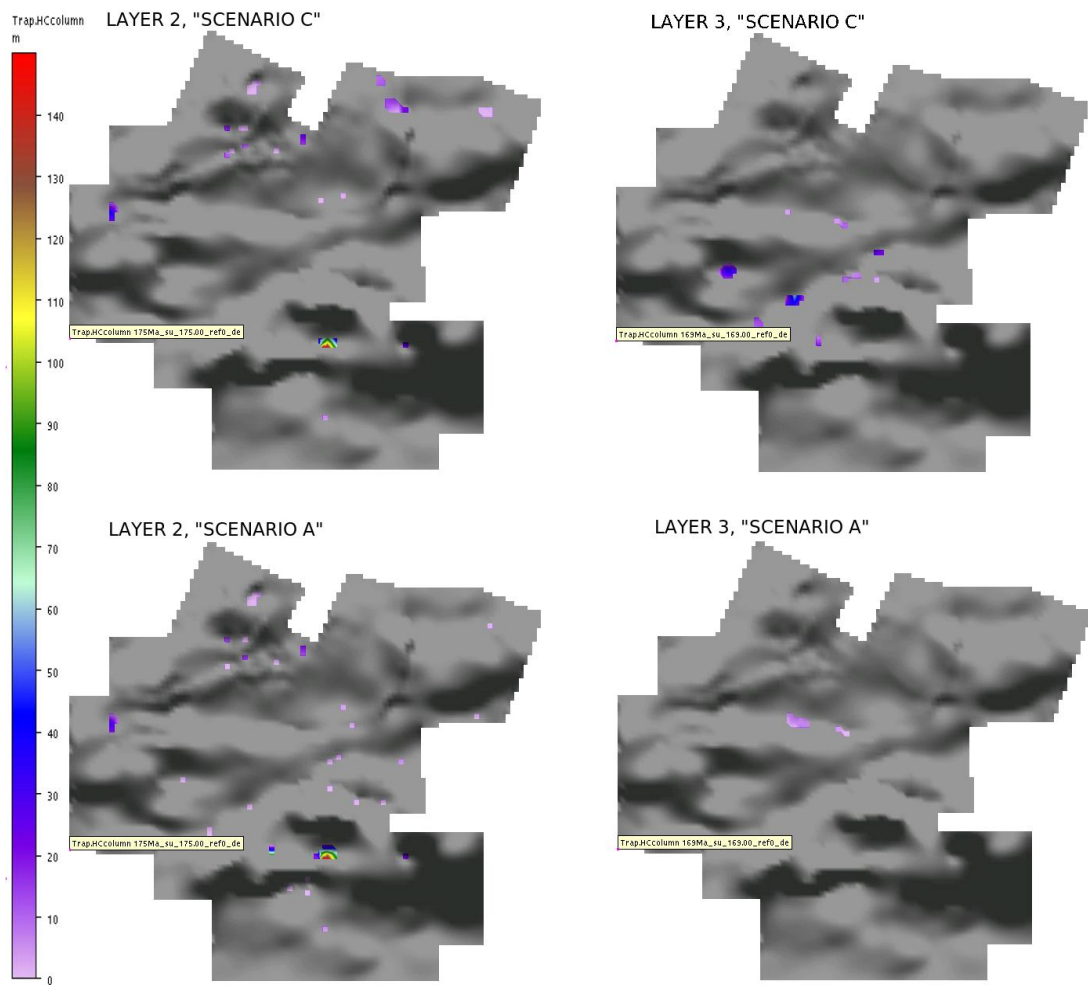 Trap.HCcolumn
m
LAYER 2, "SCENARIO C"
LAYER 3, "SCENARIO C"
140
130
120
110
100
90
80
70
60
50
40
30
20
10
0
Trap.HCcolumn 175Ma_su_175.00_ref0_de
Trap.HCcolumn 169Ma_su_169.00_ref0_de
LAYER 2, "SCENARIO A"
LAYER 3, "SCENARIO A"
Trap.HCcolumn 175Ma_su_175.00_ref0_de
Trap.HCcolumn 169Ma_su_169.00_ref0_de